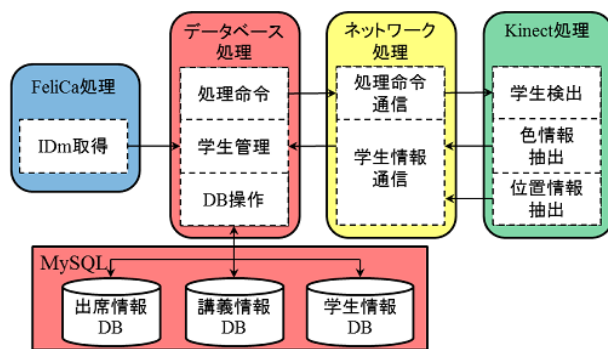 FeliCa処理
IDm取得
データベース
処理
処理命令
学生管理
DB操作
ネットワーク
処理
処理命令
通信
学生情報
通信
Kinect処理
学生検出
色情報
抽出
位置情報
抽出
MySQL
出席情報
DB
講義情報
DB
学生情報
DB